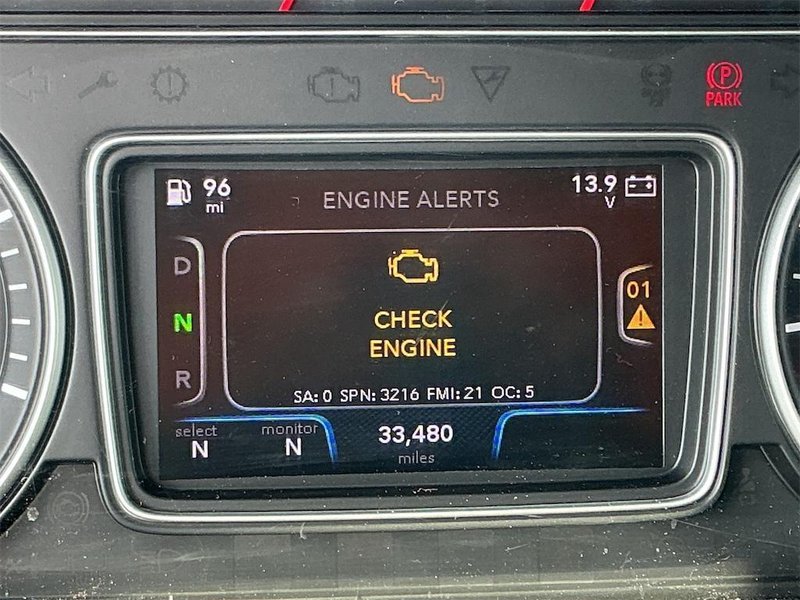 PARK
96
mi
ENGINE ALERTS
13.9
V
D
N
R
CHECK
ENGINE
01
SA: 0 SPN: 3216 FMI: 21 OC: 5
select
N
monitor
N
33,480
miles